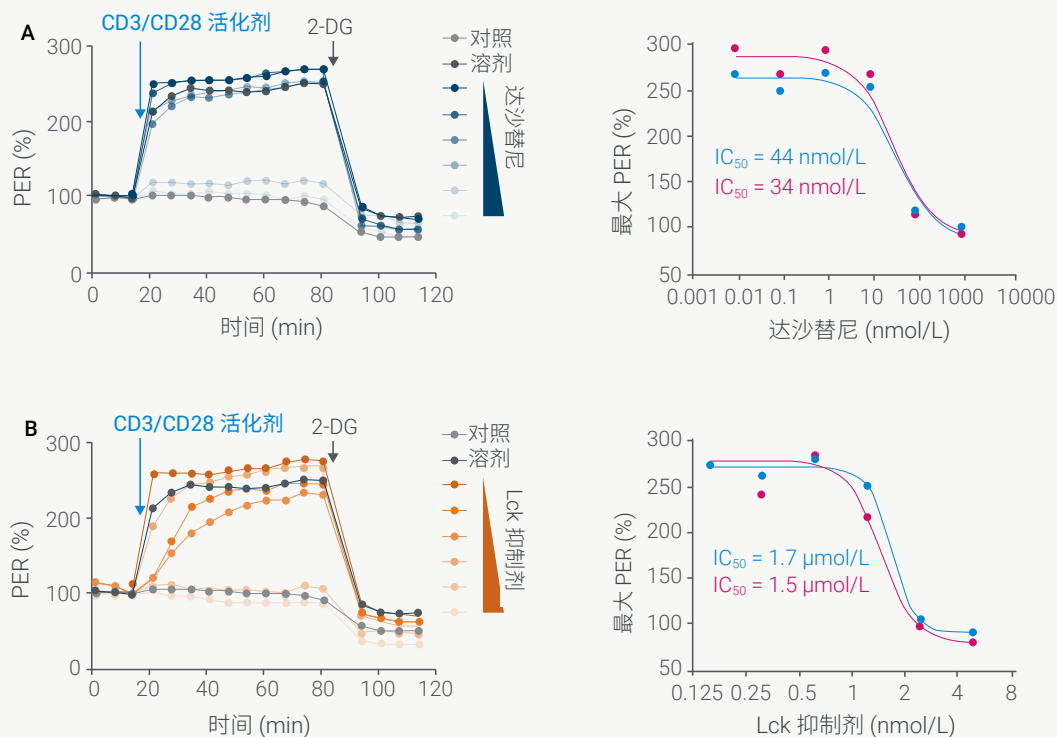 A
CD3/CD28 活化剂
2-DG
300
200
100
0
PER (%)
0 20 40 60 80 100 120
时间 (min)
对照
溶剂
达沙替尼
300
250
200
150
100
50
最大 PER (%)
IC50 = 44 nmol/L
IC50 = 34 nmol/L
0.001 0.01 0.1 1 10 100 1000 10000
达沙替尼 (nmol/L)
B
CD3/CD28 活化剂
2-DG
300
200
100
0
PER (%)
0 20 40 60 80 100 120
时间 (min)
对照
溶剂
Lck 抑制剂
300
250
200
150
100
50
最大 PER (%)
IC50 = 1.7 µmol/L
IC50 = 1.5 µmol/L
0.125 0.25 0.5 1 2 4 8
Lck 抑制剂 (nmol/L)